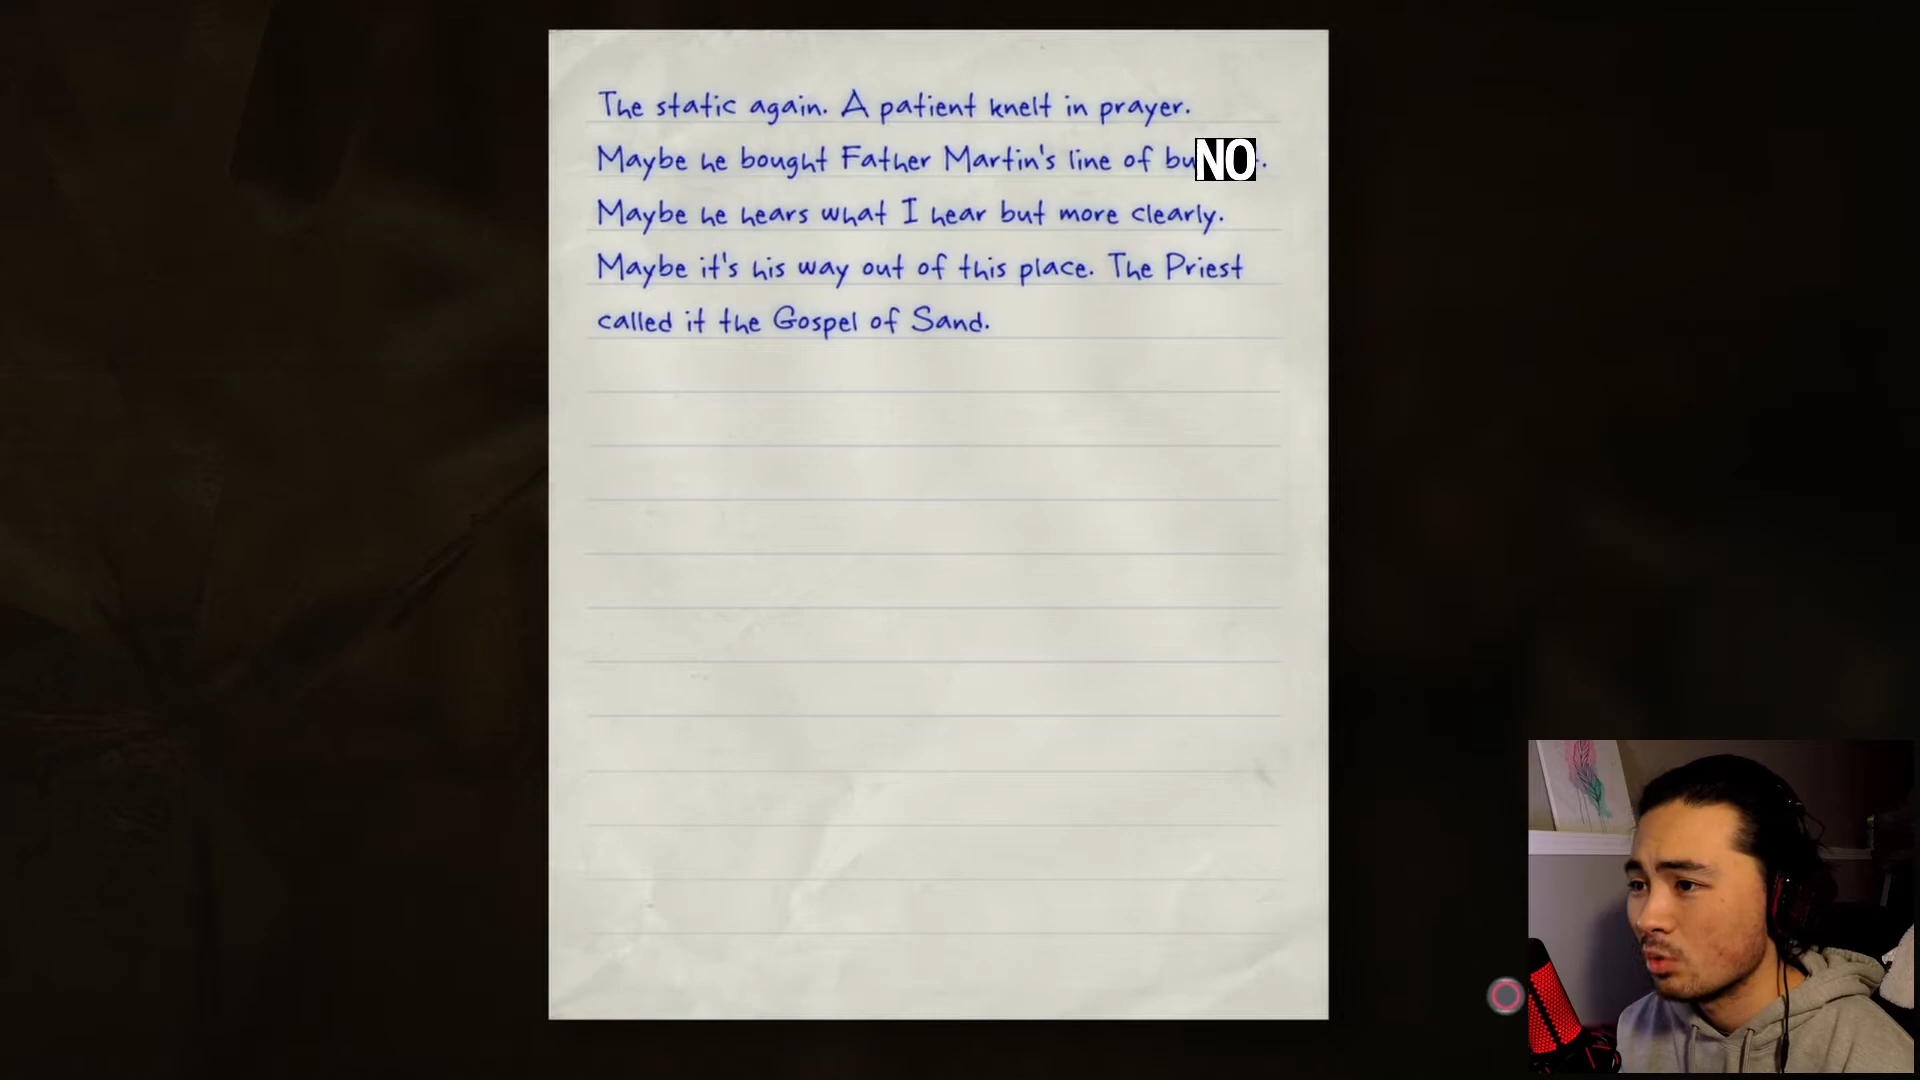 The static again. A patient knelt in prayer.
Maybe he bought Father Martin's line of bu NO .
Maybe he hears what I hear but more clearly.
Maybe it's his way out of this place. The Priest
called it the Gospel of Sand.